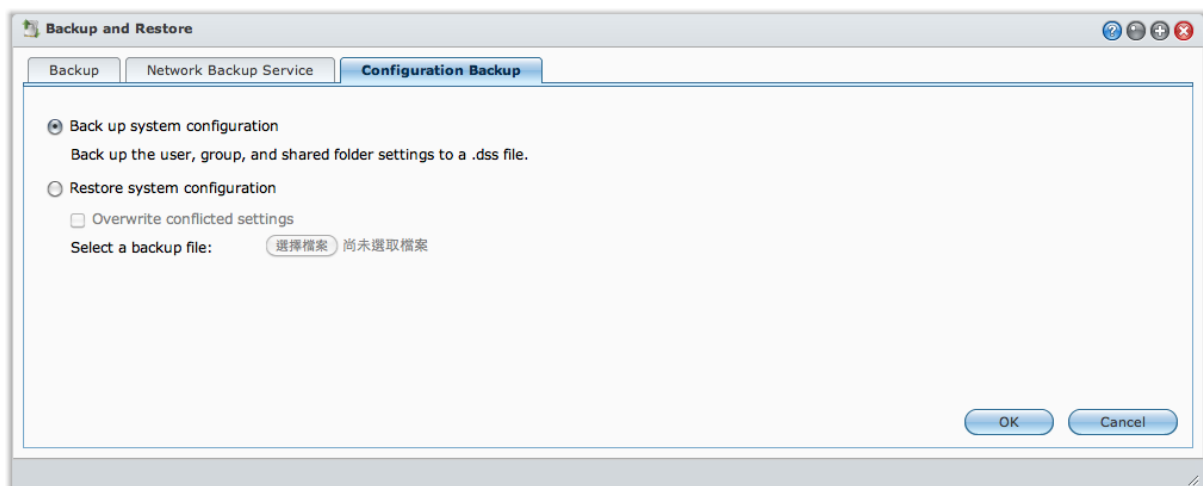 Backup and Restore
Backup Network Backup Service Configuration Backup
Back up system configuration
Back up the user, group, and shared folder settings to a .dss file.
Restore system configuration
Overwrite conflicted settings
Select a backup file: 選擇檔案 尚未選取檔案
OK Cancel